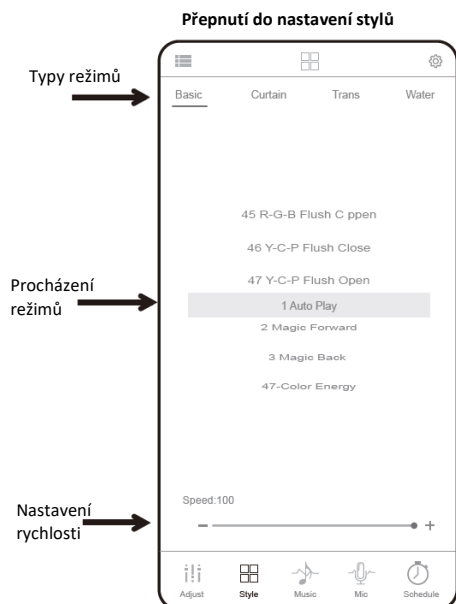 Přepnutí do nastavení stylů
Typy režimů
Basic Curtain Trans Water
45 R-G-B Flush C ppen
46 Y-C-P Flush Close
47 Y-C-P Flush Open
Procházení
režimů
1 Auto Play
2 Magic Forward
3 Magic Back
47-Color Energy
Nastavení
rychlosti
Speed:100
− +
Adjust Style Music Mic Schedule